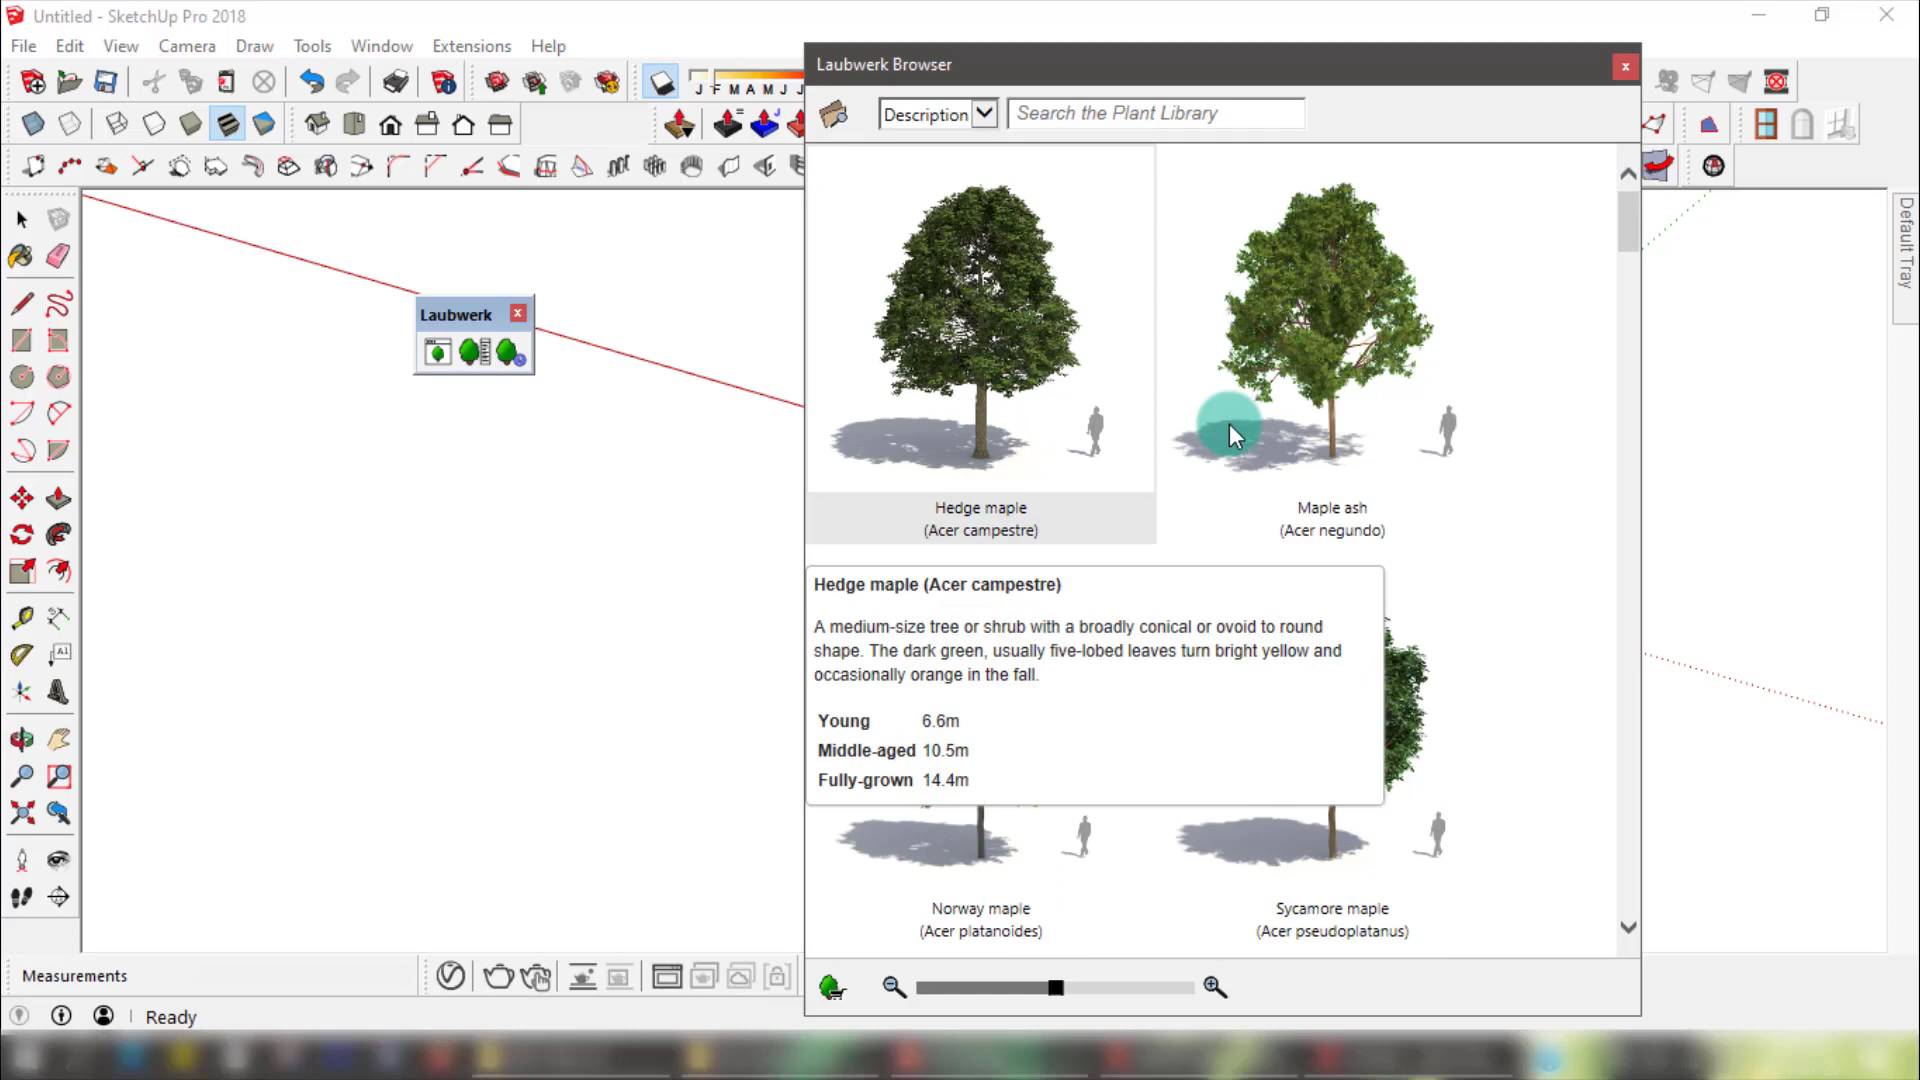 Untitled - SketchUp Pro 2018
File Edit View Camera Draw Tools Window Extensions Help
J F M A M J J
Laubwerk Browser
Description Search the Plant Library
Default Tray
Laubwerk
A1
Hedge maple
(Acer campestre)
Maple ash
(Acer negundo)
Hedge maple (Acer campestre)
A medium-size tree or shrub with a broadly conical or ovoid to round
shape. The dark green, usually five-lobed leaves turn bright yellow and
occasionally orange in the fall.
Young 6.6m
Middle-aged 10.5m
Fully-grown 14.4m
Norway maple
(Acer platanoides)
Sycamore maple
(Acer pseudoplatanus)
Measurements
Ready